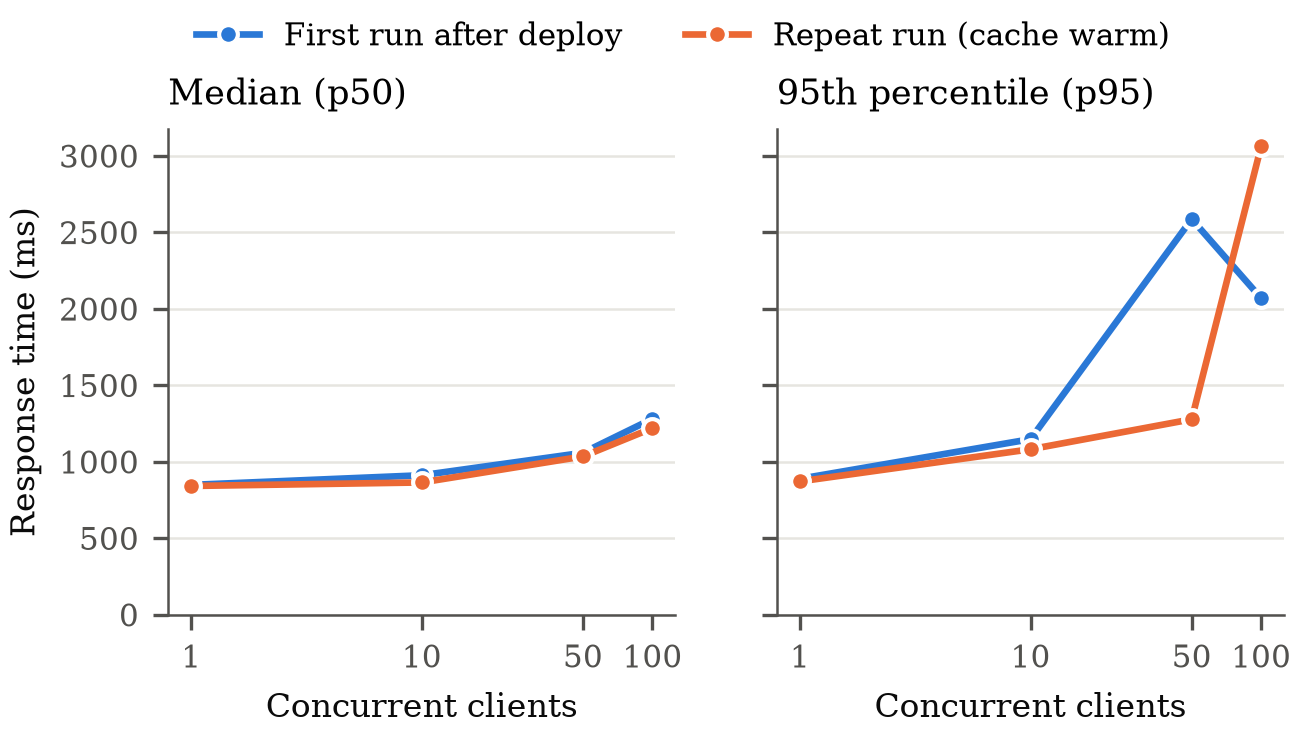 First run after deploy
Repeat run (cache warm)
Median (p50)
95th percentile (p95)
Response time (ms)
3000
2500
2000
1500
1000
500
0
1
10
50
100
1
10
50
100
Concurrent clients
Concurrent clients